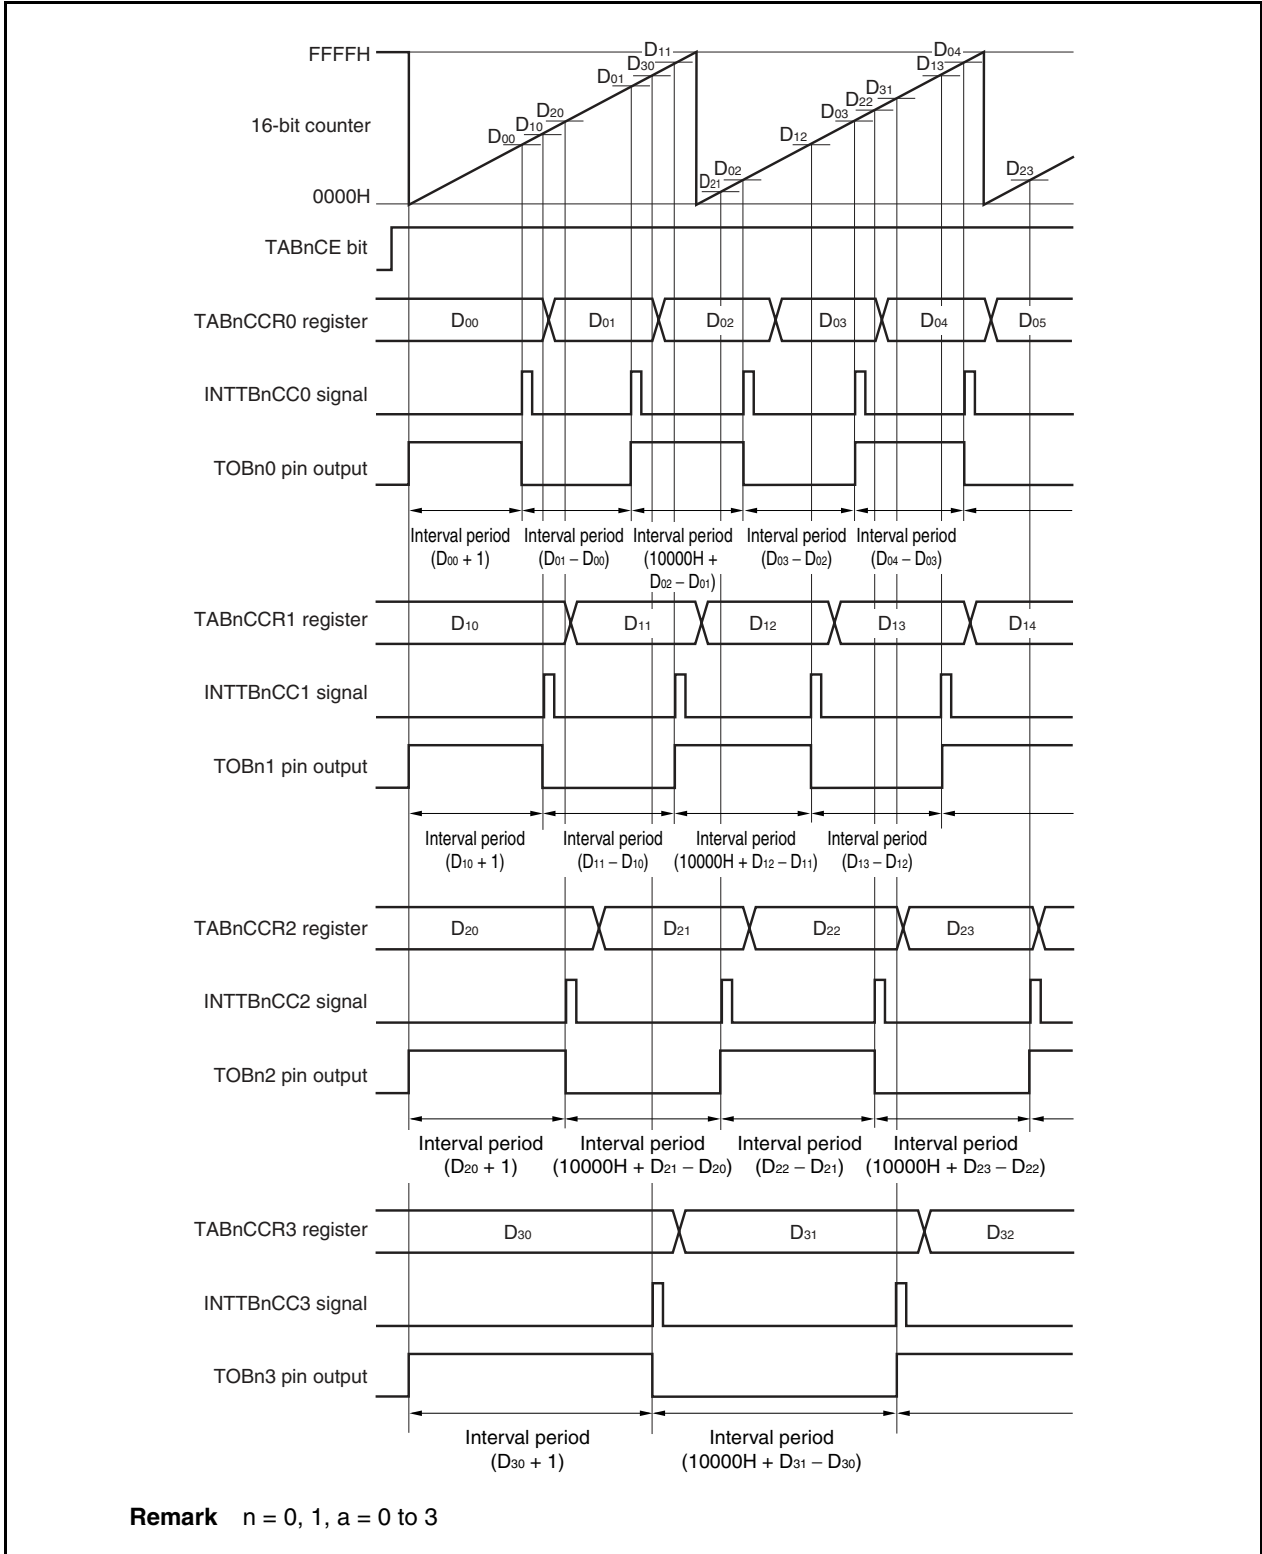 FFFFH
16-bit counter
0000H
D00
D10
D20
D01
D30
D11
D21
D02
D12
D03
D22
D31
D13
D04
D23
TABnCE bit
TABnCCR0 register
D00 D01 D02 D03 D04 D05
INTTBnCC0 signal
TOBn0 pin output
Interval period Interval period Interval period Interval period Interval period
(D00 + 1) (D01 – D00) (10000H + (D03 – D02) (D04 – D03)
D02 – D01)
TABnCCR1 register
D10 D11 D12 D13 D14
INTTBnCC1 signal
TOBn1 pin output
Interval period Interval period Interval period Interval period
(D10 + 1) (D11 – D10) (10000H + D12 – D11) (D13 – D12)
TABnCCR2 register
D20 D21 D22 D23
INTTBnCC2 signal
TOBn2 pin output
Interval period Interval period Interval period Interval period
(D20 + 1) (10000H + D21 – D20) (D22 – D21) (10000H + D23 – D22)
TABnCCR3 register
D30 D31 D32
INTTBnCC3 signal
TOBn3 pin output
Interval period Interval period
(D30 + 1) (10000H + D31 – D30)
Remark n = 0, 1, a = 0 to 3